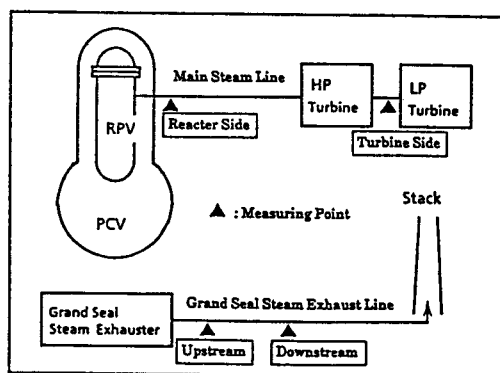 Main Steam Line
HP
Turbine
LP
Turbine
RPV
Reacter Side
Turbine Side
PCV
▲ : Measuring Point
Stack
Grand Seal
Steam Exhauster
Grand Seal Steam Exhaust Line
Upstream
Downstream